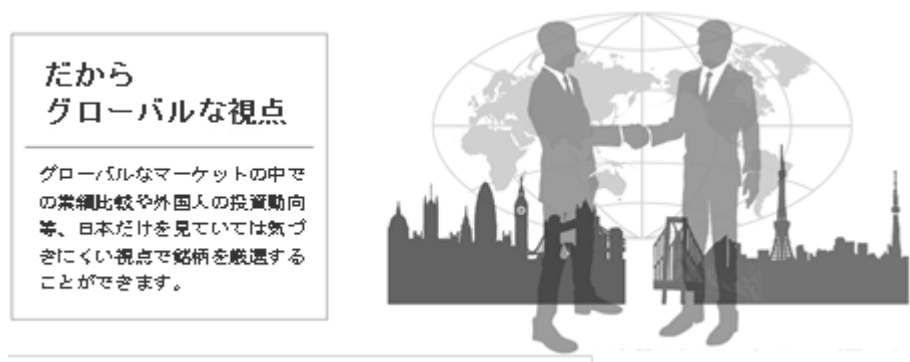 だから
グローバルな視点
グローバルなマーケットの中で
の業績比較や外国人の投資動向
等、日本だけを見ていては気づ
きにくい視点で銘柄を厳選する
ことができます。